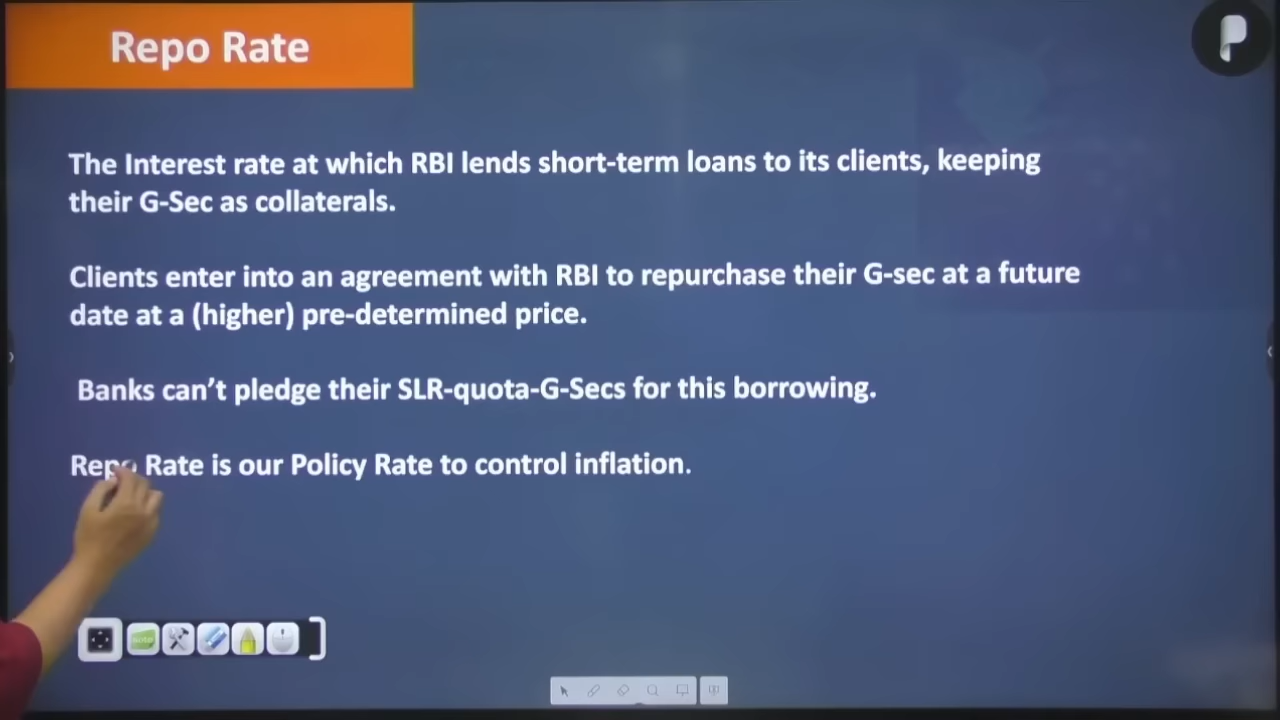 Repo Rate
The Interest rate at which RBI lends short-term loans to its clients, keeping
their G-Sec as collaterals.
Clients enter into an agreement with RBI to repurchase their G-sec at a future
date at a (higher) pre-determined price.
Banks can't pledge their SLR-quota-G-Secs for this borrowing.
Repo Rate is our Policy Rate to control inflation.